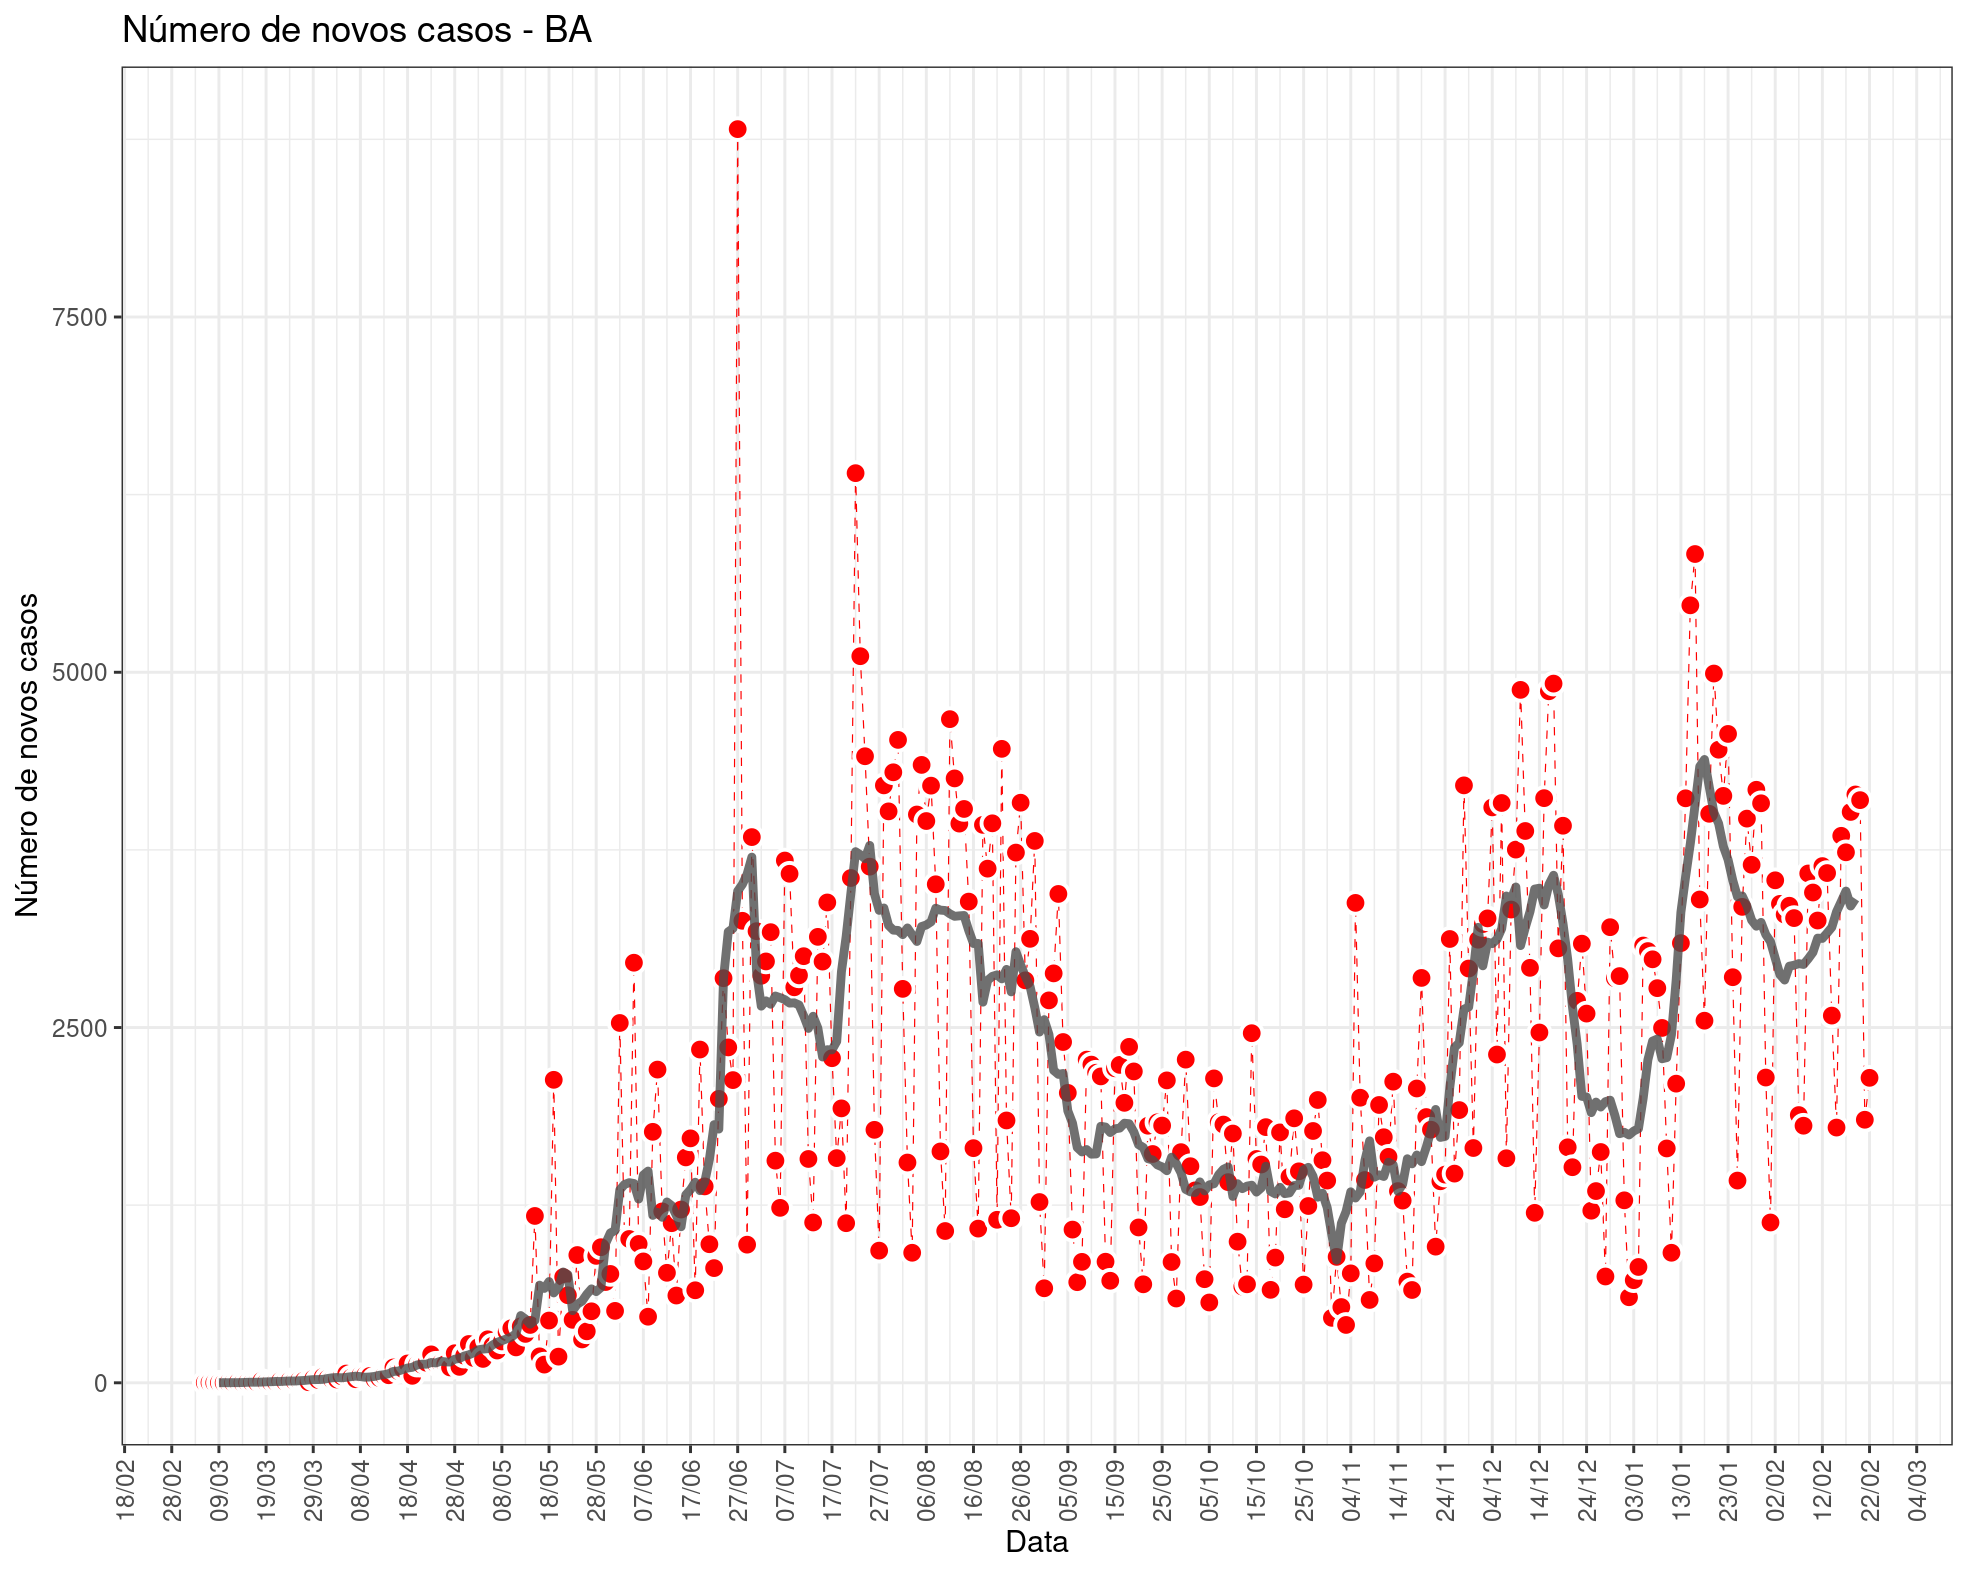 Número de novos casos - BA
Número de novos casos
7500
5000
2500
0
18/02 28/02 09/03 19/03 29/03 08/04 18/04 28/04 08/05 18/05 28/05 07/06 17/06 27/06 07/07 17/07 27/07 06/08 16/08 26/08 05/09 15/09 25/09 05/10 15/10 25/10 04/11 14/11 24/11 04/12 14/12 24/12 03/01 13/01 23/01 02/02 12/02 22/02 04/03
Data